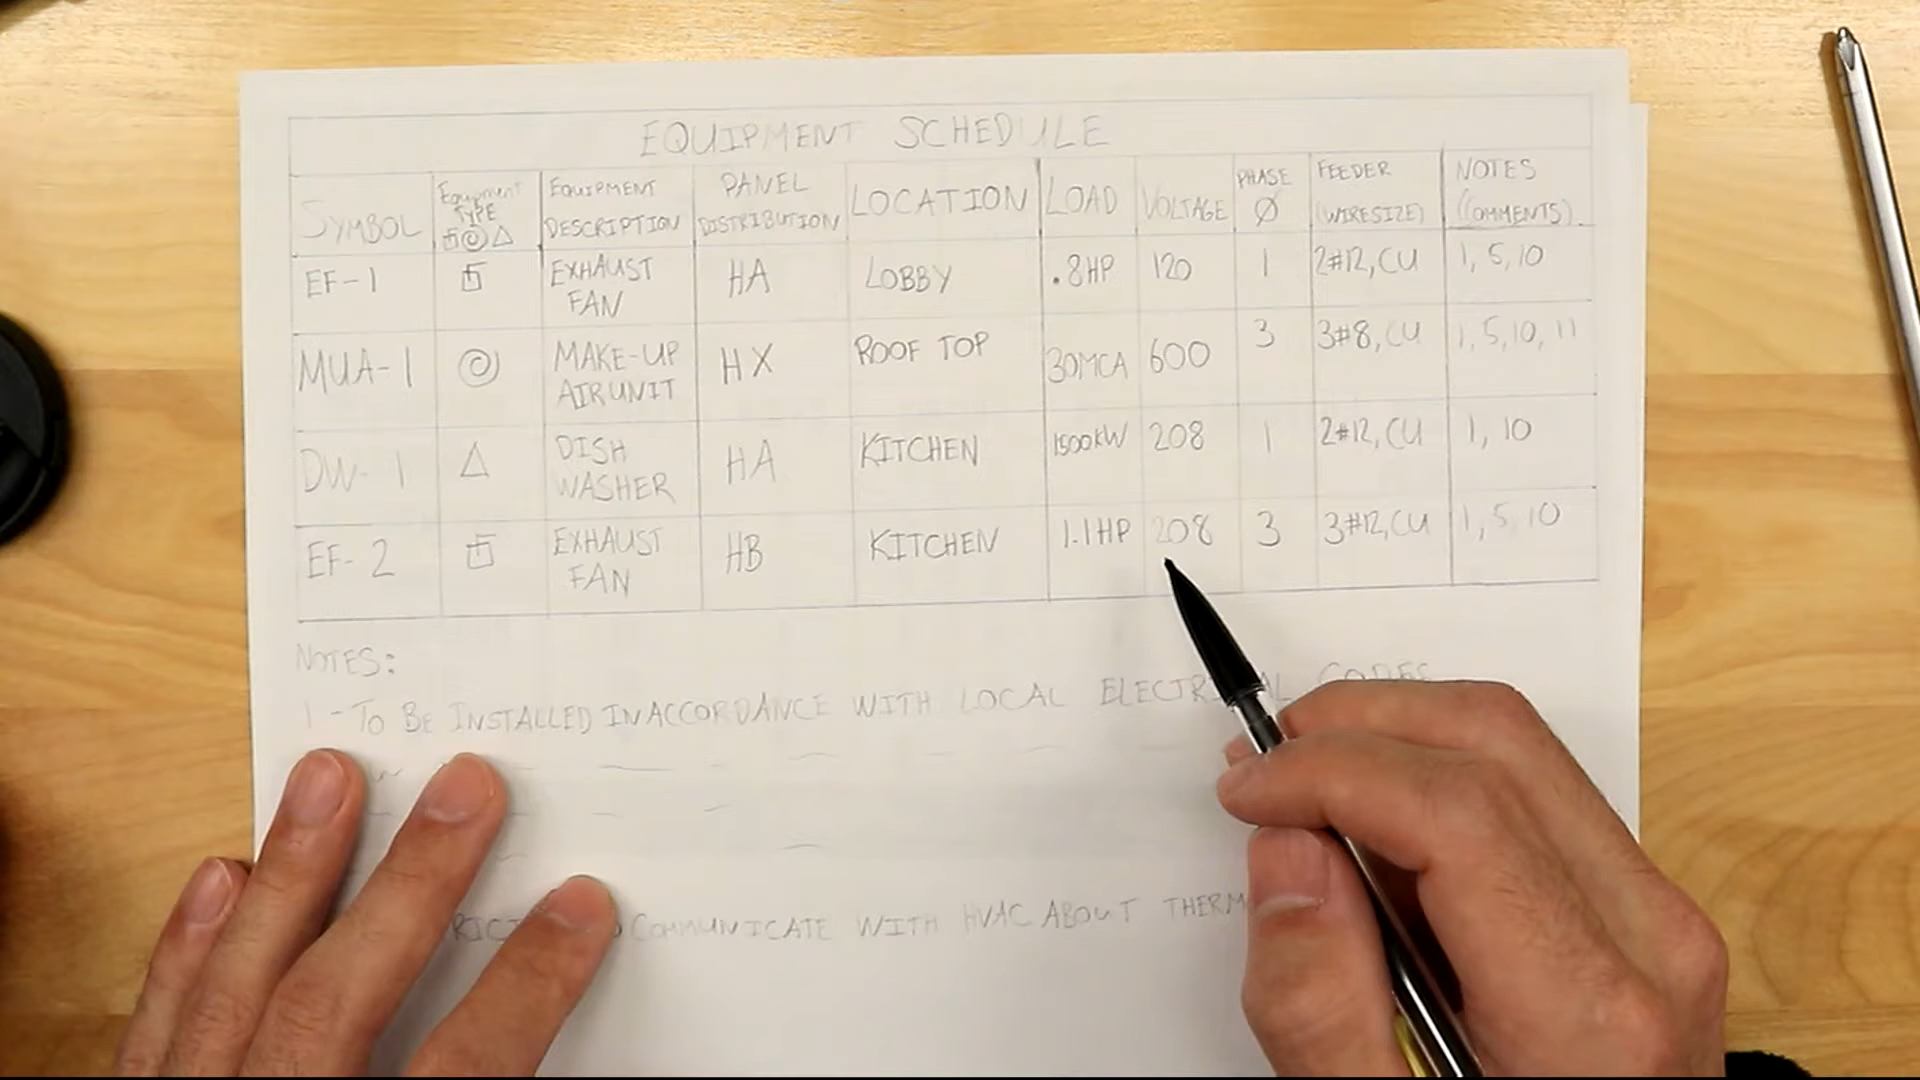 EQUIPMENT SCHEDULE
SYMBOL Equipment TYPE EQUIPMENT DESCRIPTION PANEL DISTRIBUTION LOCATION LOAD VOLTAGE PHASE Ø FEEDER (WIRESIZE) NOTES (COMMENTS)
EF-1 EXHAUST FAN HA LOBBY .8HP 120 1 2#12, CU 1, 5, 10
MUA-1 MAKE-UP AIR UNIT HX ROOF TOP 30MCA 600 3 3#8, CU 1, 5, 10, 11
DW-1 DISH WASHER HA KITCHEN 1500KW 208 1 2#12, CU 1, 10
EF-2 EXHAUST FAN HB KITCHEN 1.1HP 208 3 3#12, CU 1, 5, 10
NOTES:
1 - TO BE INSTALLED IN ACCORDANCE WITH LOCAL ELECTRICAL CODES
COMMUNICATE WITH HVAC ABOUT